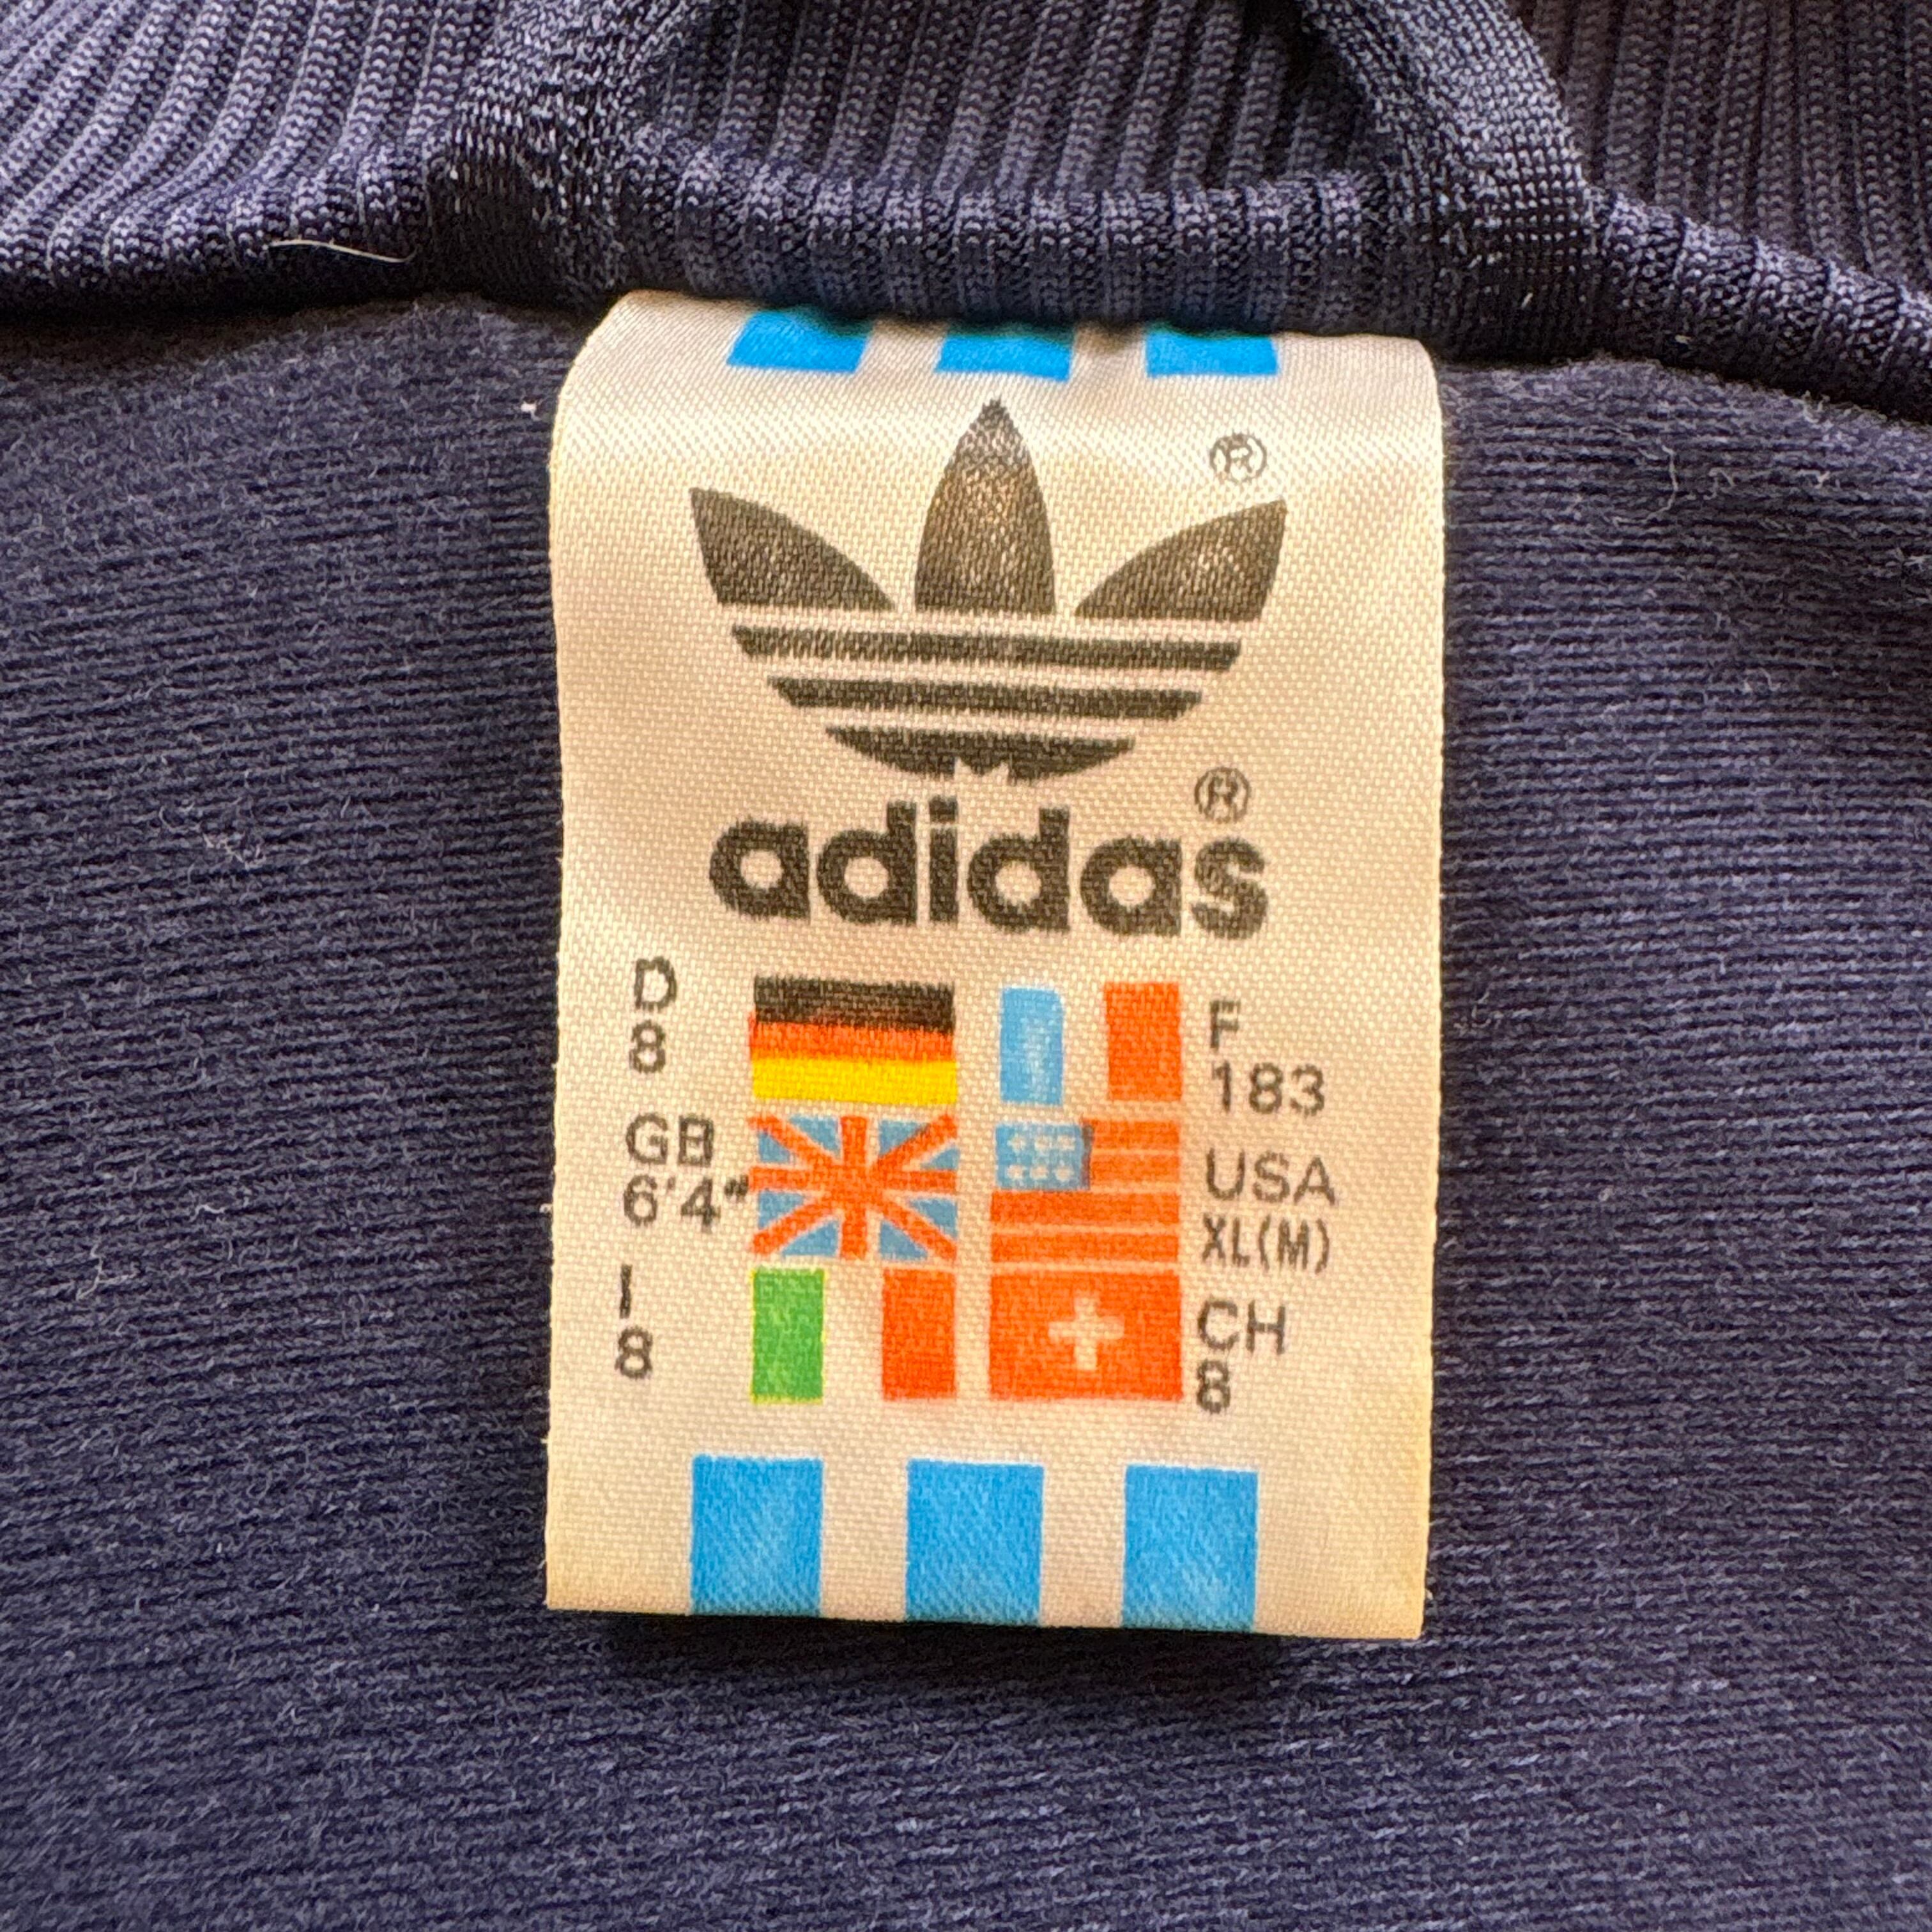 ®
®
adidas
D
8
F
183
GB
6'4"
USA
XL(M)
I
8
CH
8